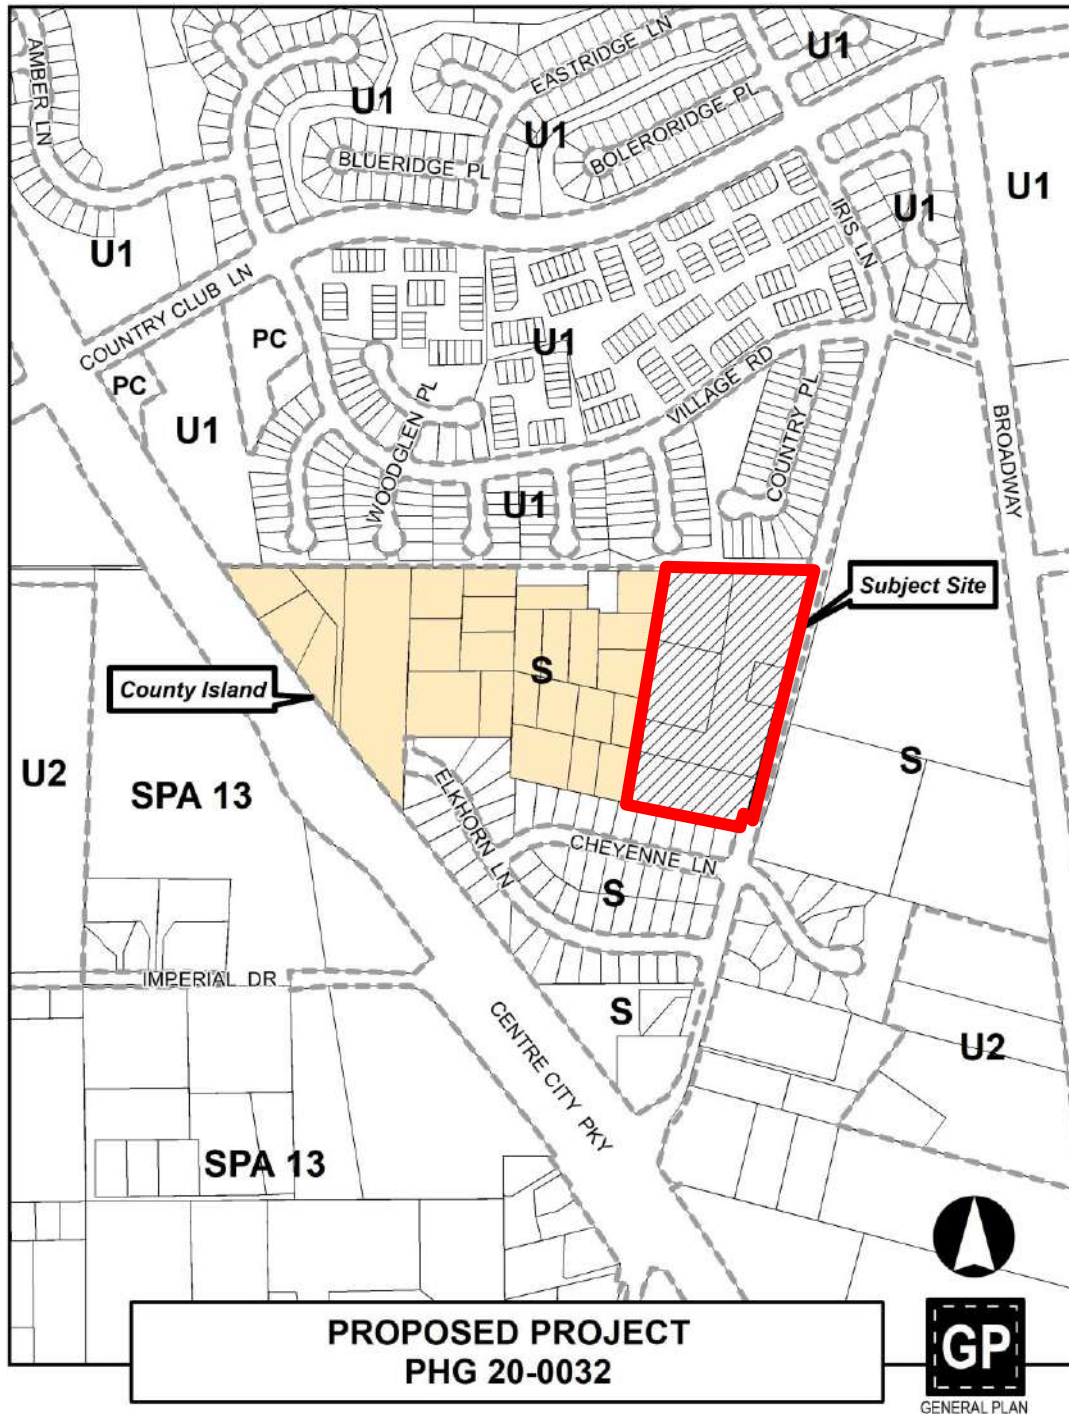 U1
AMBER LN
EASTRIDGE LN
U1
U1
BLUERIDGE PL
BOLERORIDGE PL
U1
U1
IRIS LN
U1
COUNTRY CLUB LN
PC
PC
U1
U1
WOODGLEN PL
VILLAGE RD
COUNTRY PL
BROADWAY
U1
Subject Site
County Island
S
S
U2
SPA 13
ELKHORN LN
CHEYENNE LN
S
IMPERIAL DR
S
CENTRE CITY PKY
U2
SPA 13
PROPOSED PROJECT
PHG 20-0032
GP
GENERAL PLAN